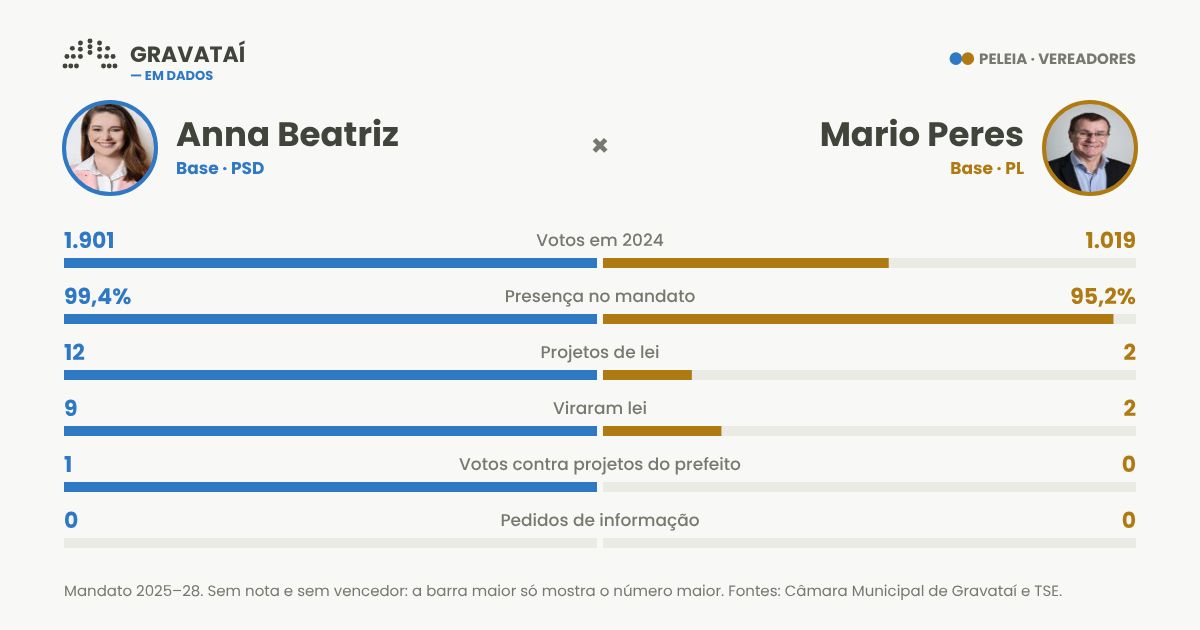 GRAVATAÍ
— EM DADOS
PELEIA · VEREADORES
Anna Beatriz
Base · PSD
×
Mario Peres
Base · PL
1.901 Votos em 2024 1.019
99,4% Presença no mandato 95,2%
12 Projetos de lei 2
9 Viraram lei 2
1 Votos contra projetos do prefeito 0
0 Pedidos de informação 0
Mandato 2025–28. Sem nota e sem vencedor: a barra maior só mostra o número maior. Fontes: Câmara Municipal de Gravataí e TSE.